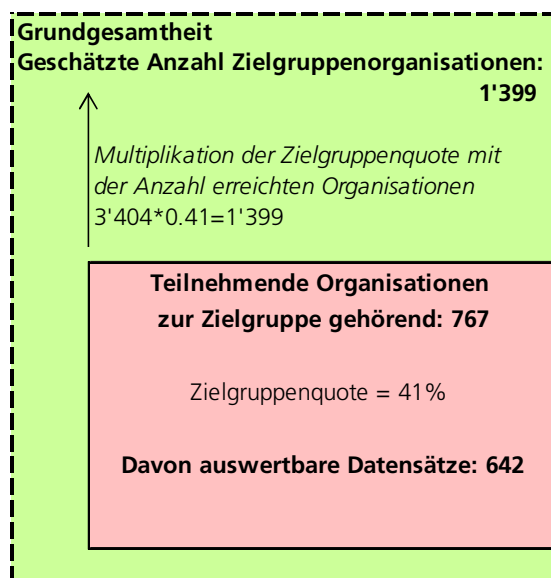 Grundgesamtheit
Geschätzte Anzahl Zielgruppenorganisationen:
1'399
Multiplikation der Zielgruppenquote mit
der Anzahl erreichten Organisationen
3'404*0.41=1'399
Teilnehmende Organisationen
zur Zielgruppe gehörend: 767
Zielgruppenquote = 41%
Davon auswertbare Datensätze: 642